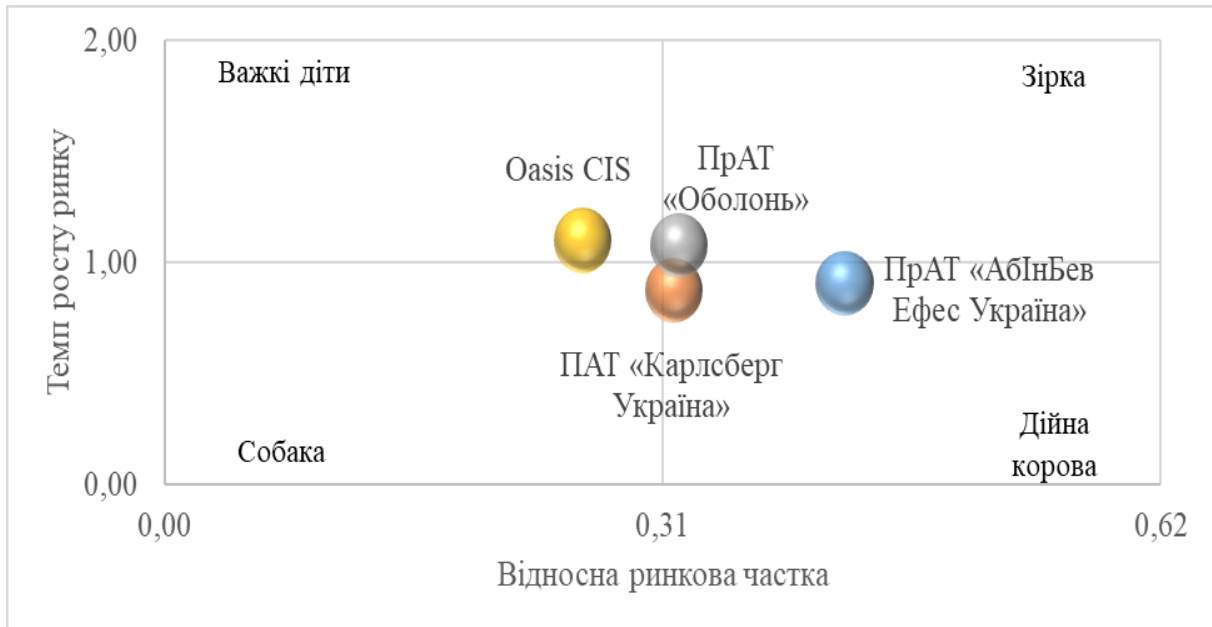 2,00
Важкі діти
Зірка
Oasis CIS
ПрАТ
«Оболонь»
Темп росту ринку
1,00
ПрАТ «АбІнБев
Ефес Україна»
ПАТ «Карлсберг
Україна»
Собака
Дійна
корова
0,00
0,00
0,31
0,62
Відносна ринкова частка